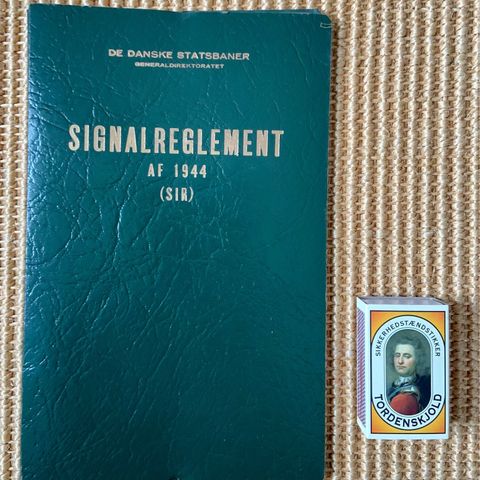 DE DANSKE STATSBANER
GENERALDIREKTORATET
SIGNALREGLEMENT
AF 1944
(SIR)
SIKKERHEDSTÆNDSTIKKER
TORDENSKJOLD